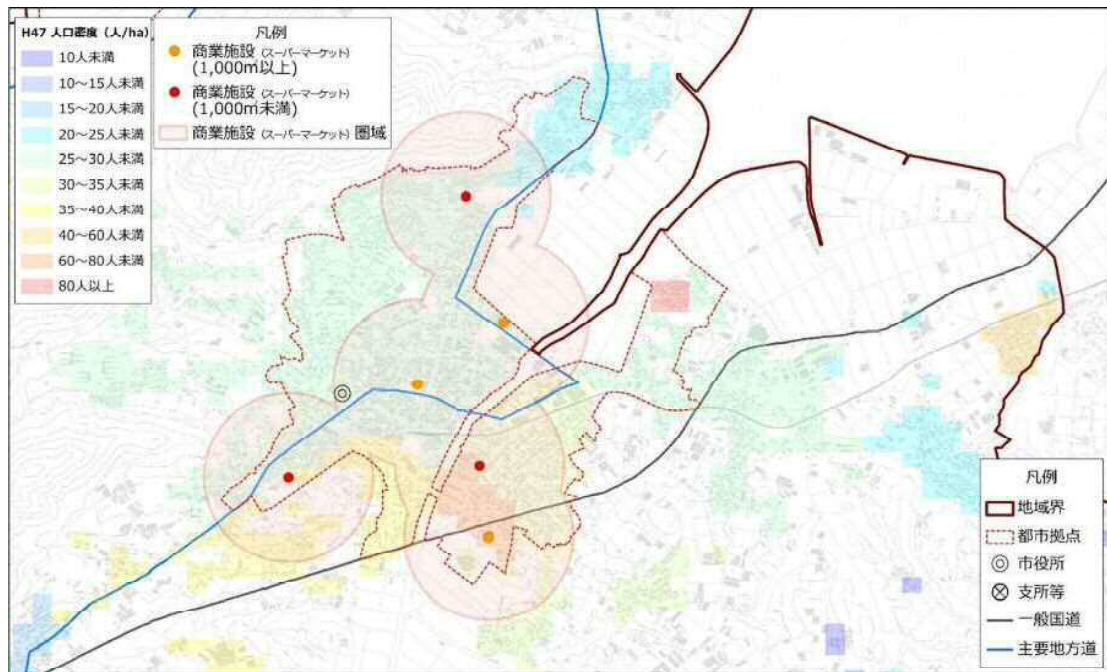 H47 人口密度（人/ha）
10人未満
10～15人未満
15～20人未満
20～25人未満
25～30人未満
30～35人未満
35～40人未満
40～60人未満
60～80人未満
80人以上
凡例
商業施設（スーパーマーケット）
(1,000㎡以上)
商業施設（スーパーマーケット）
(1,000㎡未満)
商業施設（スーパーマーケット）圏域
凡例
地域界
都市拠点
市役所
支所等
一般国道
主要地方道